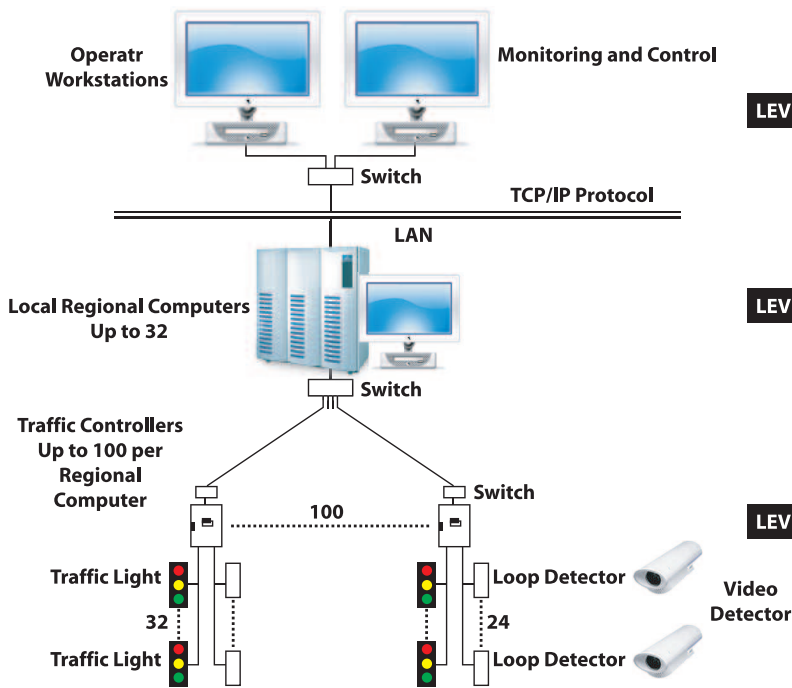 Operatr
Workstations
Monitoring and Control
LEV
Switch
TCP/IP Protocol
LAN
Local Regional Computers
Up to 32
LEV
Switch
Traffic Controllers
Up to 100 per
Regional
Computer
Switch
100
LEV
Traffic Light
Loop Detector
Video
Detector
32
24
Traffic Light
Loop Detector